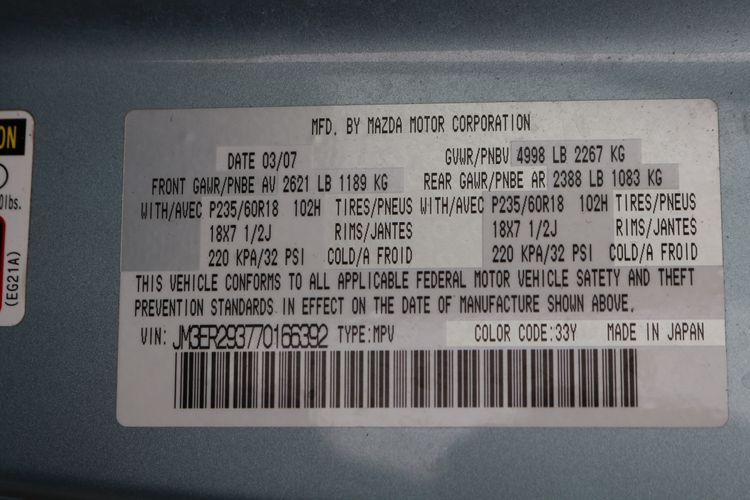 MFD. BY MAZDA MOTOR CORPORATION
DATE 03/07 GVWR/PNBV 4998 LB 2267 KG
FRONT GAWR/PNBE AV 2621 LB 1189 KG REAR GAWR/PNBE AR 2388 LB 1083 KG
WITH/AVEC P235/60R18 102H TIRES/PNEUS WITH/AVEC P235/60R18 102H TIRES/PNEUS
18X7 1/2J RIMS/JANTES 18X7 1/2J RIMS/JANTES
220 KPA/32 PSI COLD/A FROID 220 KPA/32 PSI COLD/A FROID
THIS VEHICLE CONFORMS TO ALL APPLICABLE FEDERAL MOTOR VEHICLE SAFETY AND THEFT
PREVENTION STANDARDS IN EFFECT ON THE DATE OF MANUFACTURE SHOWN ABOVE.
VIN: JM3ER293770166392 TYPE:MPV COLOR CODE:33Y MADE IN JAPAN
ON
0lbs.
(EG21A)